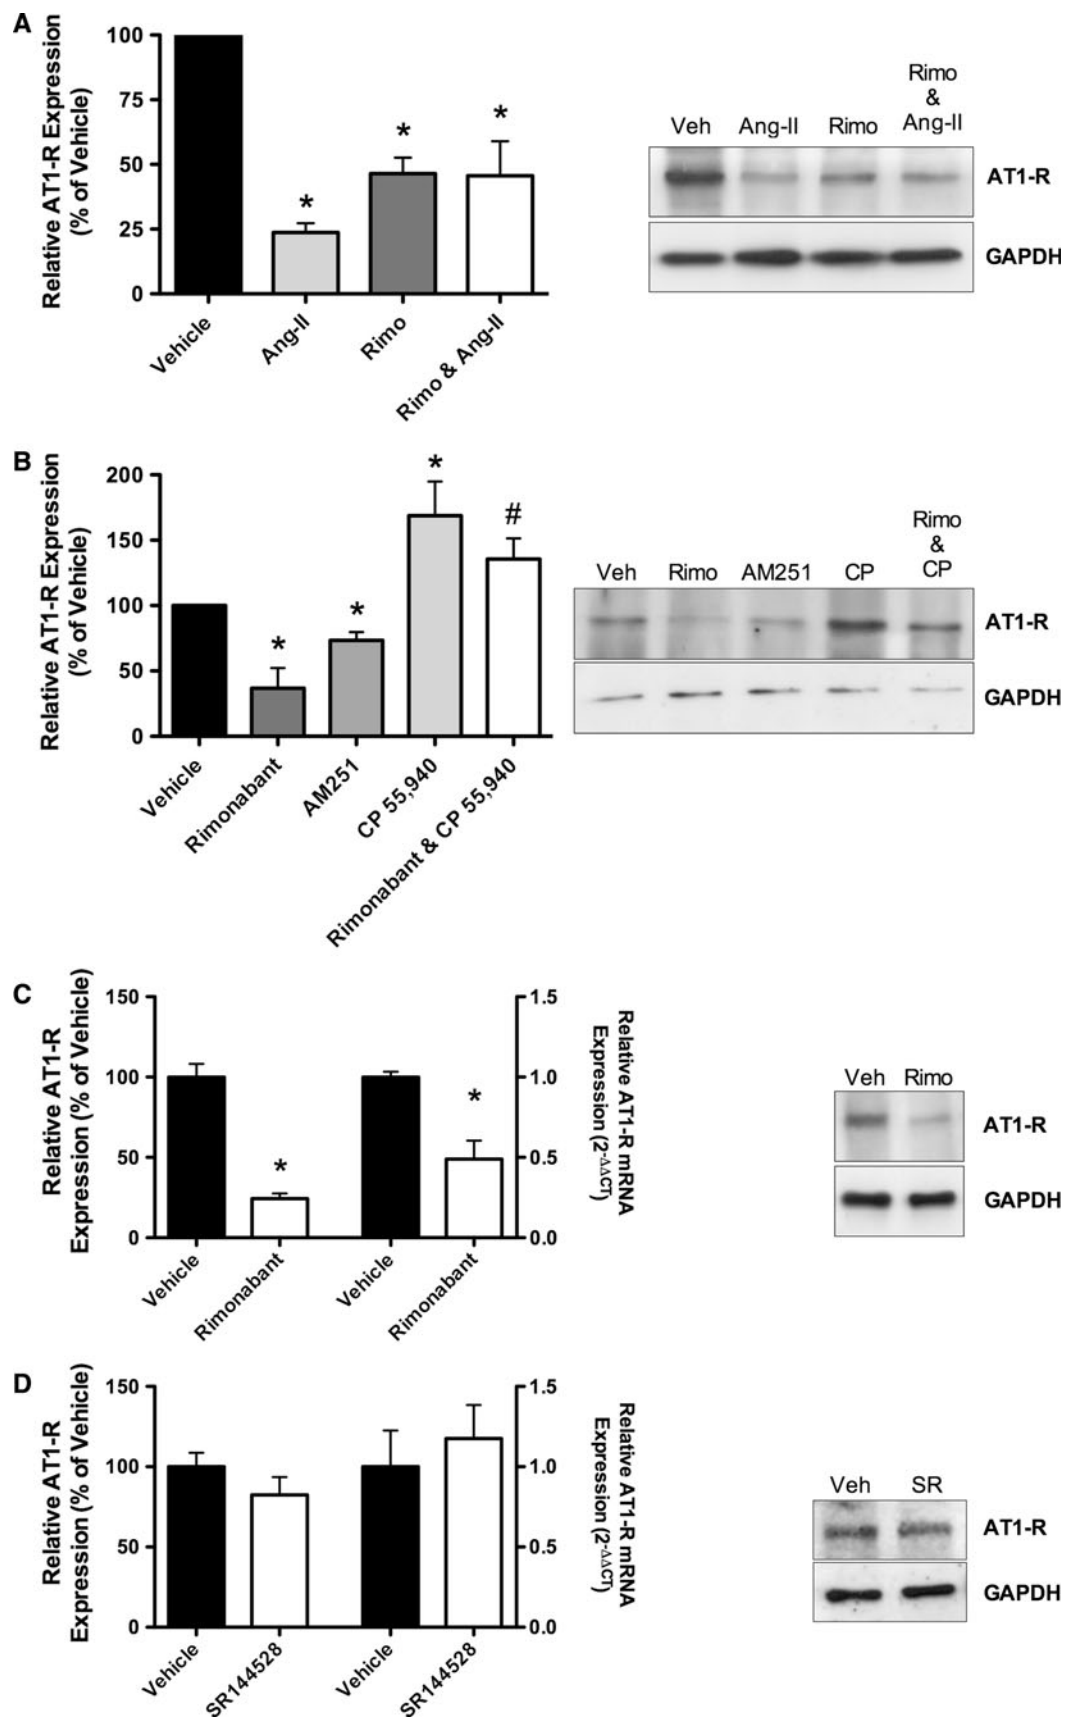 A
Relative AT1-R Expression
(% of Vehicle)
100
75
50
25
0
*
*
*
Vehicle
Ang-II
Rimo
Rimo & Ang-II
Veh
Ang-II
Rimo
Rimo
&
Ang-II
AT1-R
GAPDH
B
Relative AT1-R Expression
(% of Vehicle)
200
150
100
50
0
*
*
*
#
Vehicle
Rimonabant
AM251
CP 55,940
Rimonabant & CP 55,940
Veh
Rimo
AM251
CP
Rimo
&
CP
AT1-R
GAPDH
C
Relative AT1-R
Expression (% of Vehicle)
150
100
50
0
*
*
Vehicle
Rimonabant
Vehicle
Rimonabant
1.5
1.0
0.5
0.0
Relative AT1-R mRNA
Expression (2^-ΔΔCT)
Veh
Rimo
AT1-R
GAPDH
D
Relative AT1-R
Expression (% of Vehicle)
150
100
50
0
Vehicle
SR144528
Vehicle
SR144528
1.5
1.0
0.5
0.0
Relative AT1-R mRNA
Expression (2^-ΔΔCT)
Veh
SR
AT1-R
GAPDH